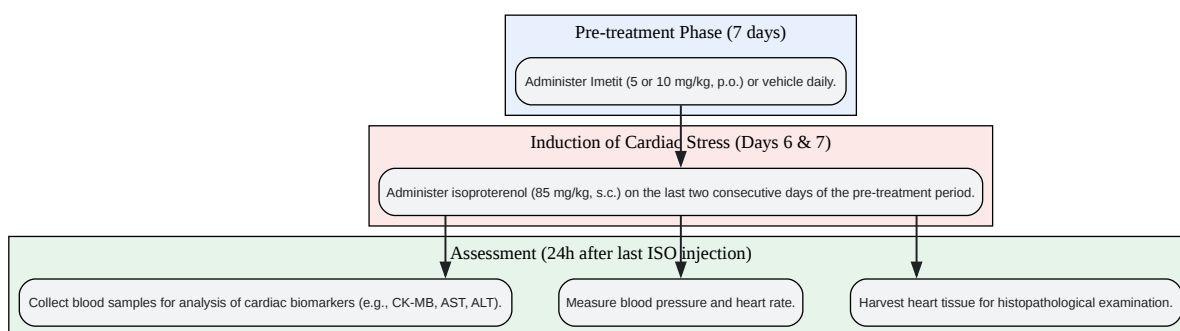 Pre-treatment Phase (7 days)
Administer Imetit (5 or 10 mg/kg, p.o.) or vehicle daily.
Induction of Cardiac Stress (Days 6 & 7)
Administer isoproterenol (85 mg/kg, s.c.) on the last two consecutive days of the pre-treatment period.
Assessment (24h after last ISO injection)
Collect blood samples for analysis of cardiac biomarkers (e.g., CK-MB, AST, ALT).
Measure blood pressure and heart rate.
Harvest heart tissue for histopathological examination.